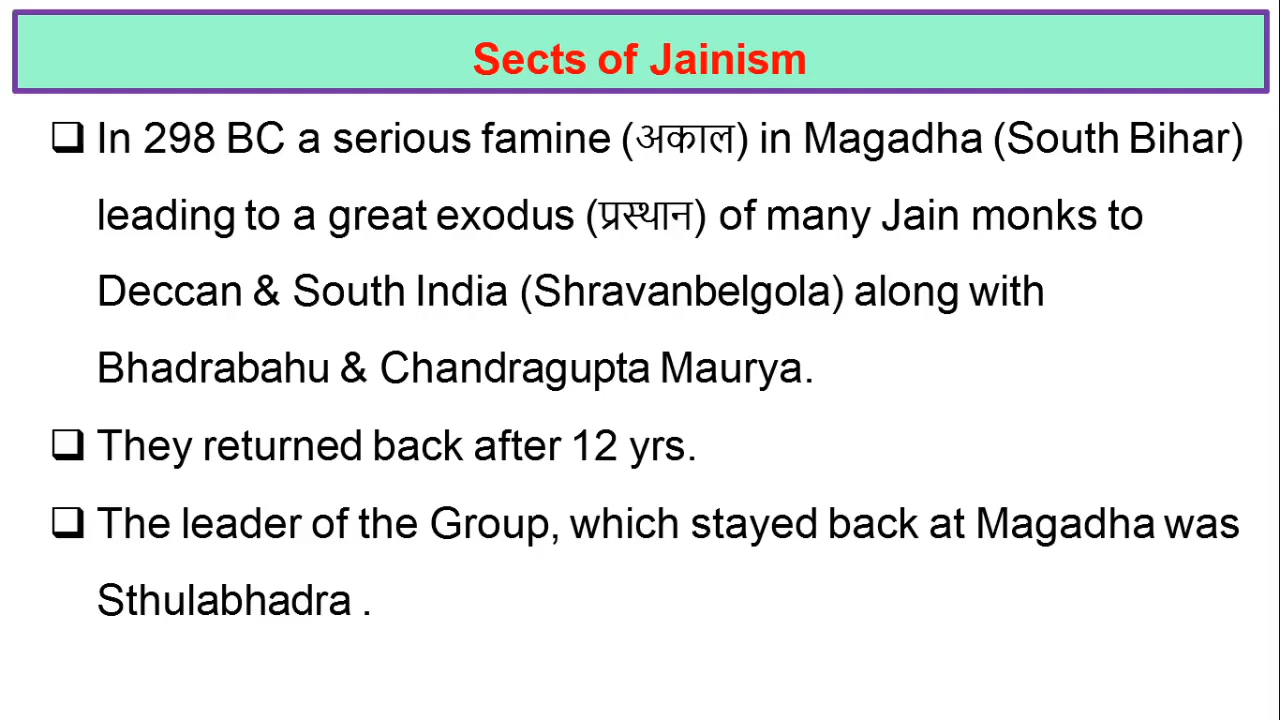 Sects of Jainism
In 298 BC a serious famine (अकाल) in Magadha (South Bihar)
leading to a great exodus (प्रस्थान) of many Jain monks to
Deccan & South India (Shravanbelgola) along with
Bhadrabahu & Chandragupta Maurya.
They returned back after 12 yrs.
The leader of the Group, which stayed back at Magadha was
Sthulabhadra .